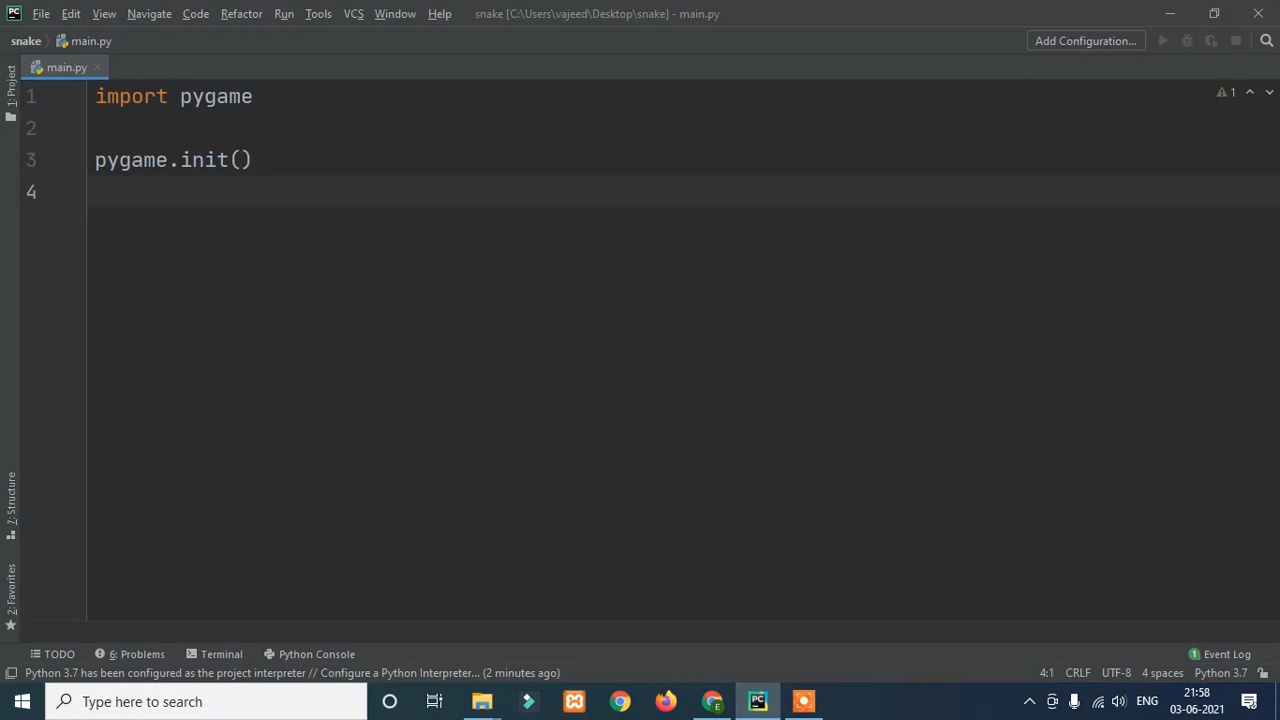 PC File Edit View Navigate Code Refactor Run Tools VCS Window Help snake [C:\Users\vajeed\Desktop\snake] - main.py
snake main.py Add Configuration...
main.py
1: Project
1 import pygame
1
2
3 pygame.init()
4
7: Structure
2: Favorites
TODO 6: Problems Terminal Python Console 1 Event Log
Python 3.7 has been configured as the project interpreter // Configure a Python Interpreter... (2 minutes ago) 4:1 CRLF UTF-8 4 spaces Python 3.7
Type here to search E PC ENG 21:58
03-06-2021